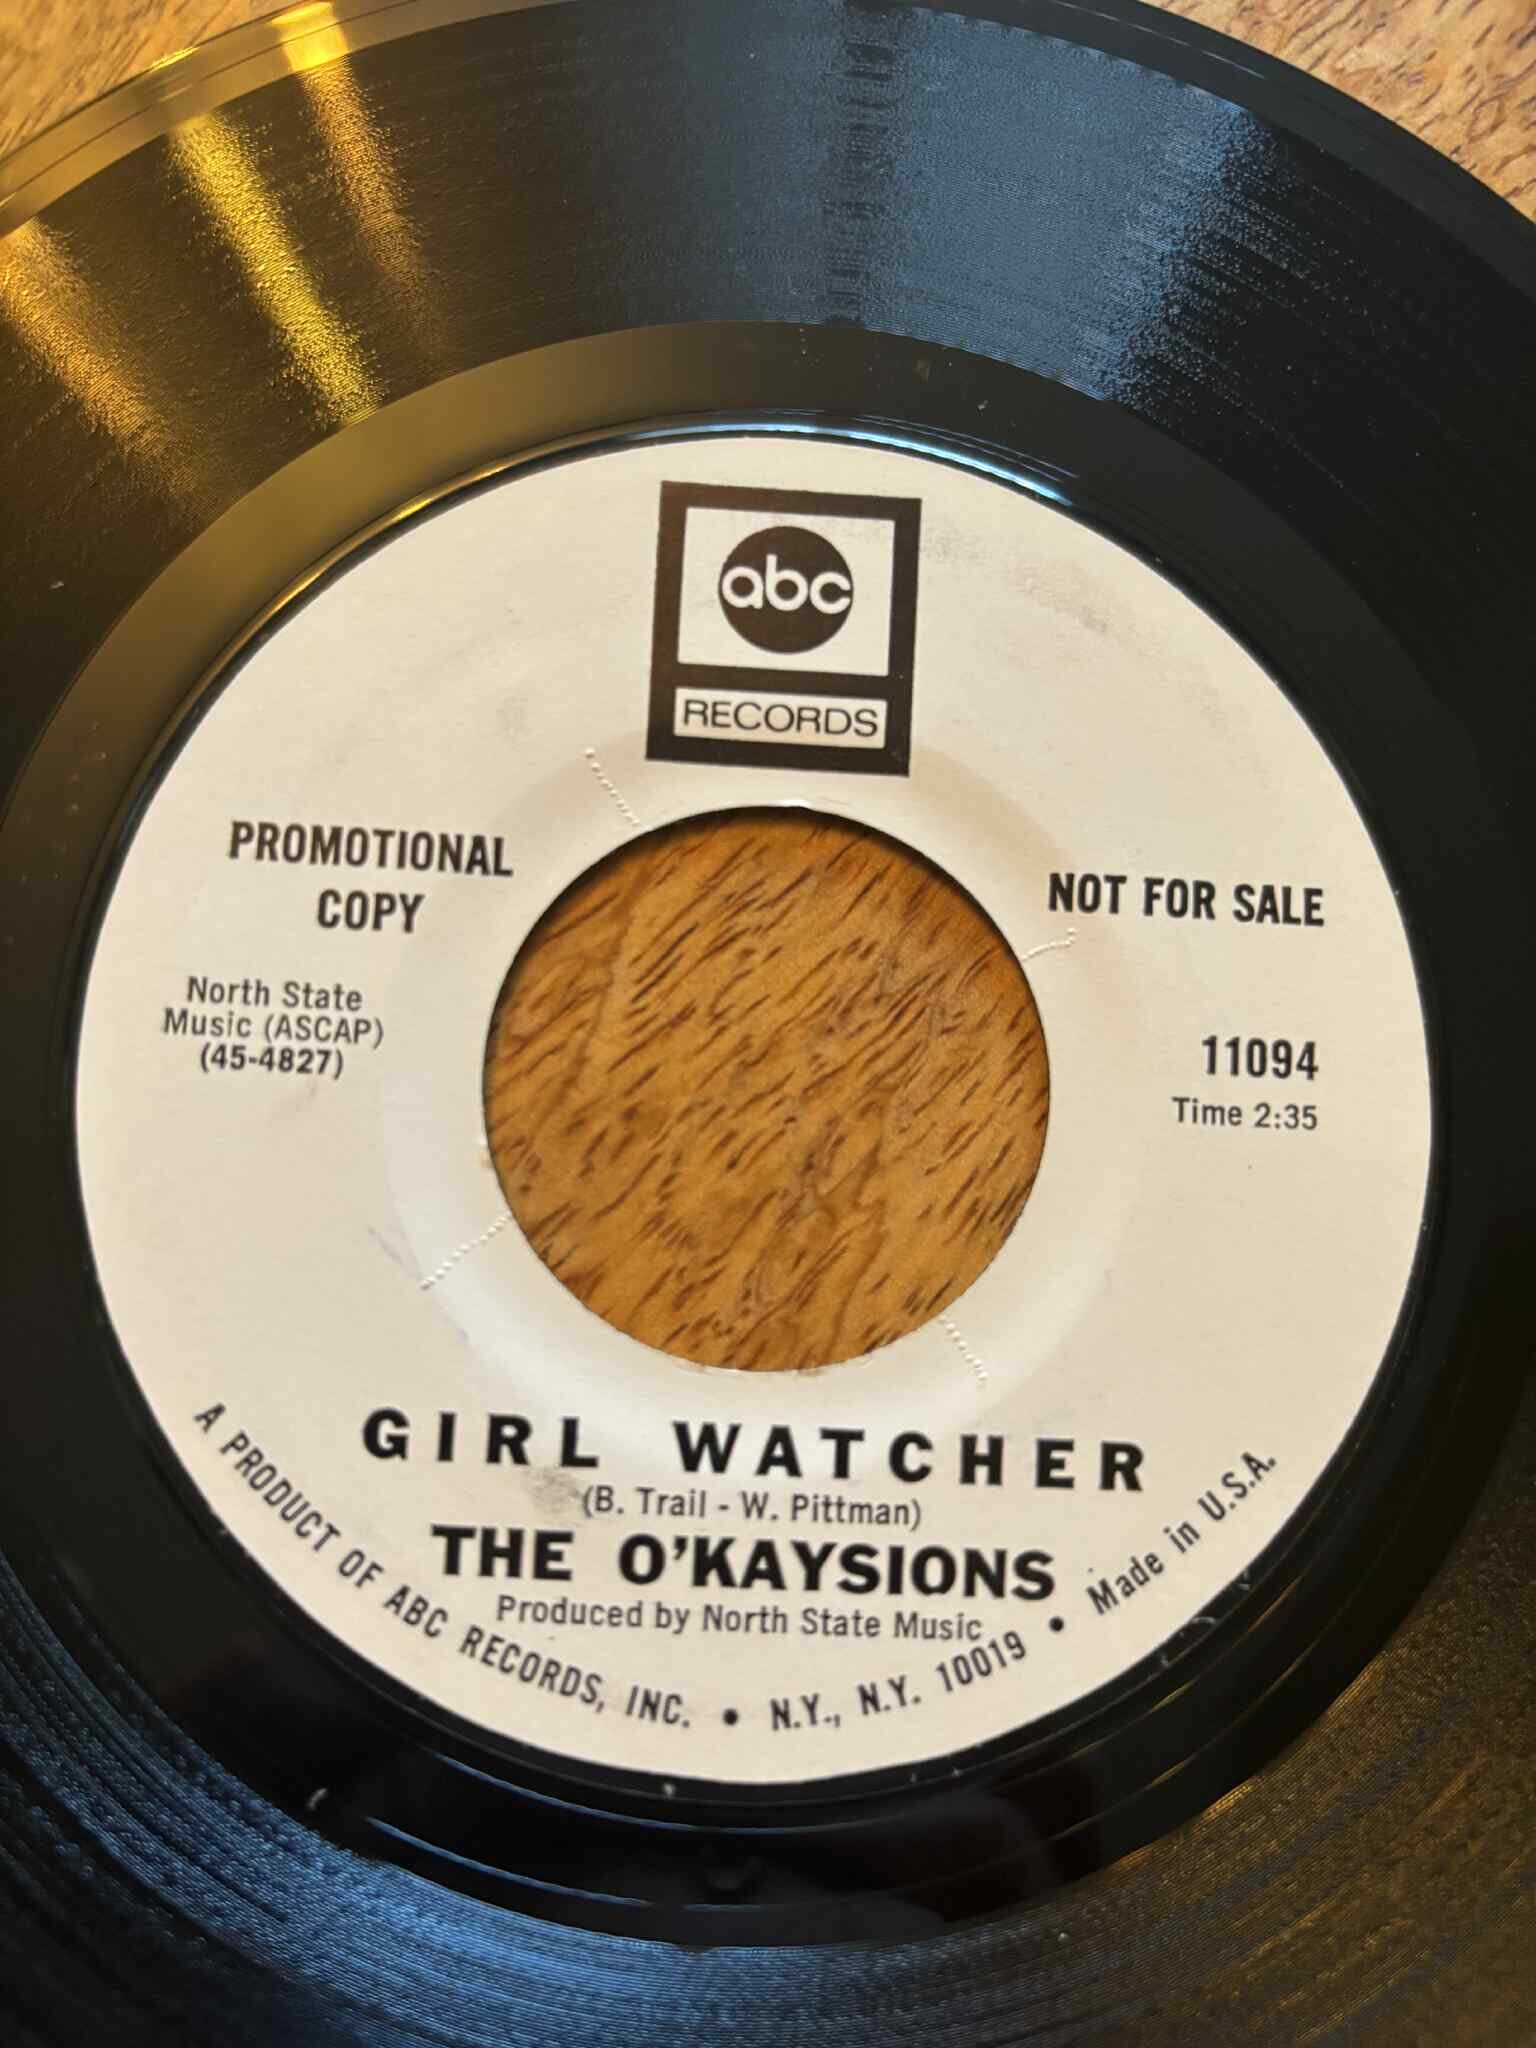 abc
RECORDS
PROMOTIONAL
COPY
NOT FOR SALE
North State
Music (ASCAP)
(45-4827)
11094
Time 2:35
GIRL WATCHER
(B. Trail - W. Pittman)
THE O'KAYSIONS
Produced by North State Music
A PRODUCT OF ABC RECORDS, INC. • N.Y., N.Y. 10019 • Made in U.S.A.